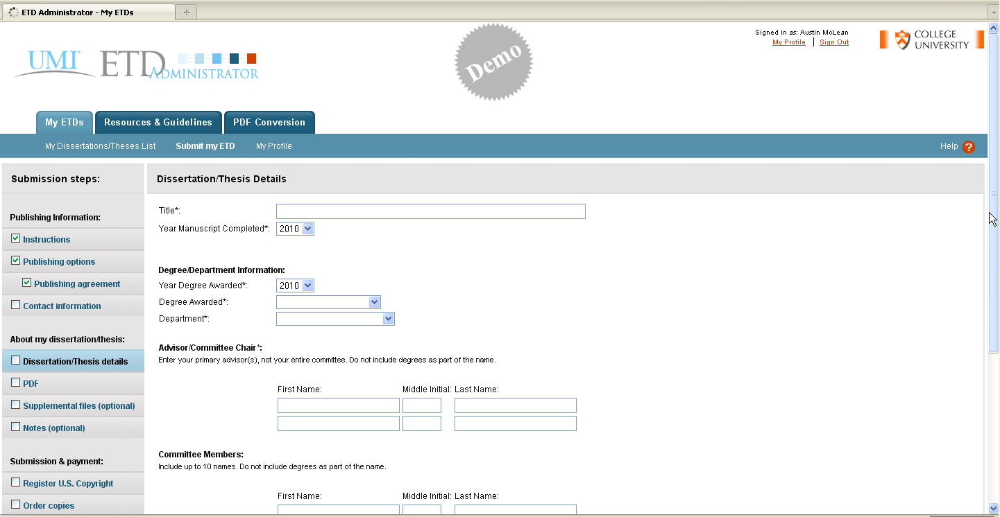 ETD Administrator - My ETDs
Signed in as: Austin McLean
My Profile | Sign Out
COLLEGE
UNIVERSITY
UMI ETD ADMINISTRATOR
Demo
My ETDs Resources & Guidelines PDF Conversion
My Dissertations/Theses List Submit my ETD My Profile Help ?
Submission steps:
Publishing Information:
Instructions
Publishing options
Publishing agreement
Contact information
About my dissertation/thesis:
Dissertation/Thesis details
PDF
Supplemental files (optional)
Notes (optional)
Submission & payment:
Register U.S. Copyright
Order copies
Dissertation/Thesis Details
Title*:
Year Manuscript Completed*: 2010
Degree/Department Information:
Year Degree Awarded*: 2010
Degree Awarded*:
Department*:
Advisor/Committee Chair*:
Enter your primary advisor(s), not your entire committee. Do not include degrees as part of the name.
First Name: Middle Initial: Last Name:
Committee Members:
Include up to 10 names. Do not include degrees as part of the name.
First Name: Middle Initial: Last Name: